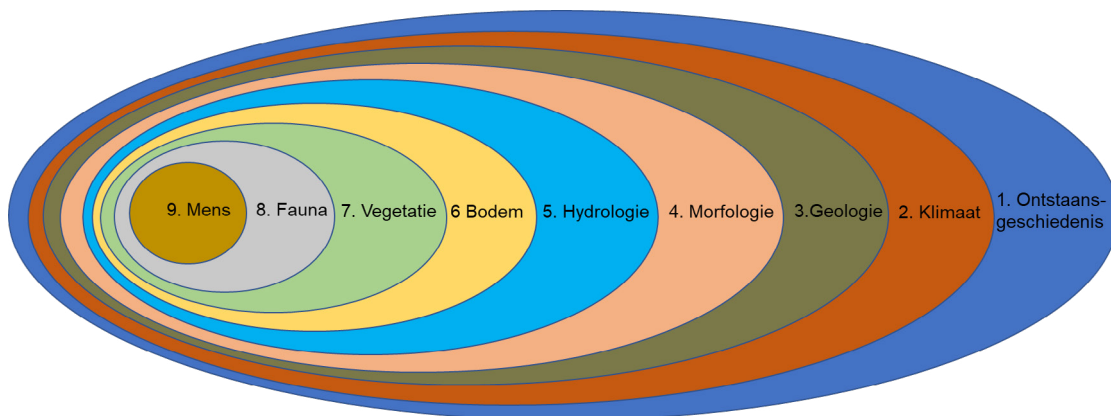 9. Mens
8. Fauna
7. Vegetatie
6 Bodem
5. Hydrologie
4. Morfologie
3.Geologie
2. Klimaat
1. Ontstaans-
geschiedenis